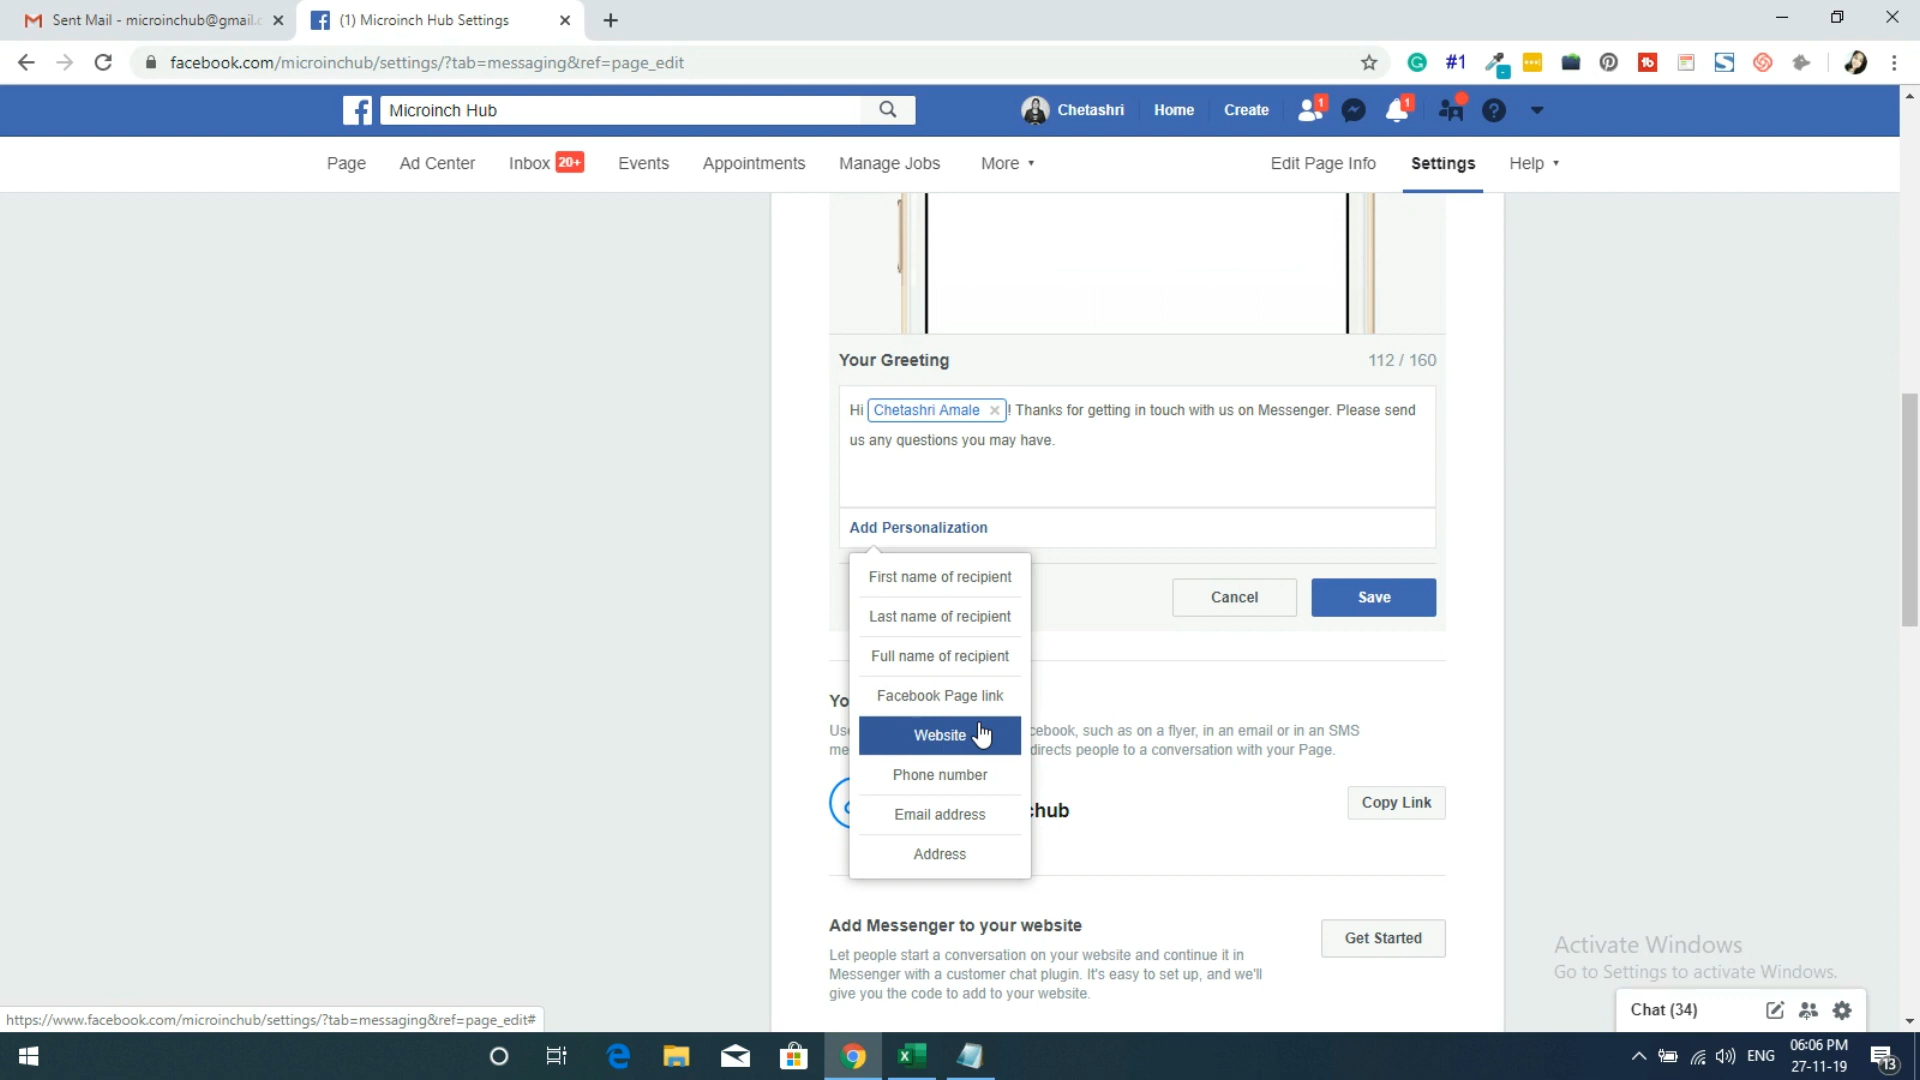 Sent Mail - microinchub@gmail.c
(1) Microinch Hub Settings
facebook.com/microinchub/settings/?tab=messaging&ref=page_edit
#1
Microinch Hub
Chetashri
Home
Create
1
1
Page
Ad Center
Inbox 20+
Events
Appointments
Manage Jobs
More
Edit Page Info
Settings
Help
Your Greeting
112 / 160
Hi Chetashri Amale ! Thanks for getting in touch with us on Messenger. Please send
us any questions you may have.
Add Personalization
First name of recipient
Last name of recipient
Full name of recipient
Facebook Page link
Website
Phone number
Email address
Address
Cancel
Save
cebook, such as on a flyer, in an email or in an SMS
directs people to a conversation with your Page.
hub
Copy Link
Add Messenger to your website
Let people start a conversation on your website and continue it in
Messenger with a customer chat plugin. It's easy to set up, and we'll
give you the code to add to your website.
Get Started
Activate Windows
Go to Settings to activate Windows.
Chat (34)
https://www.facebook.com/microinchub/settings/?tab=messaging&ref=page_edit#
ENG
06:06 PM
27-11-19
13